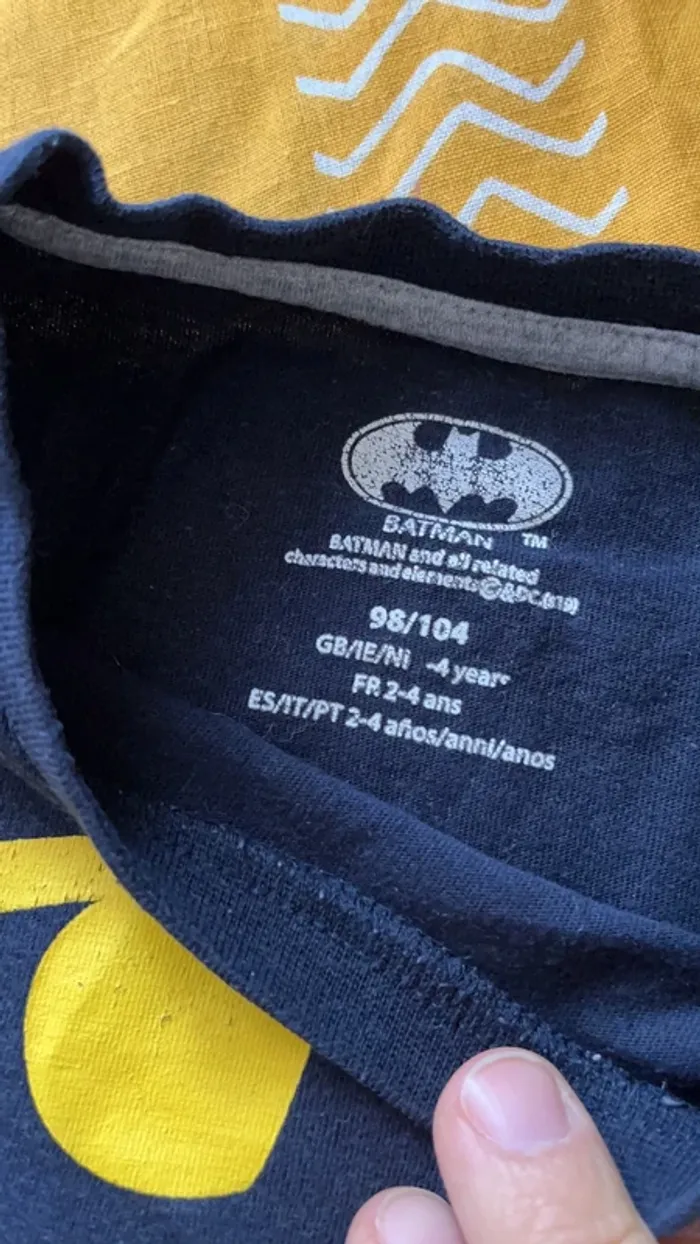 BATMAN TM
BATMAN and all related
characters and elements © & DC. (s19)
98/104
GB/IE/NI -4 years
FR 2-4 ans
ES/IT/PT 2-4 años/anni/anos